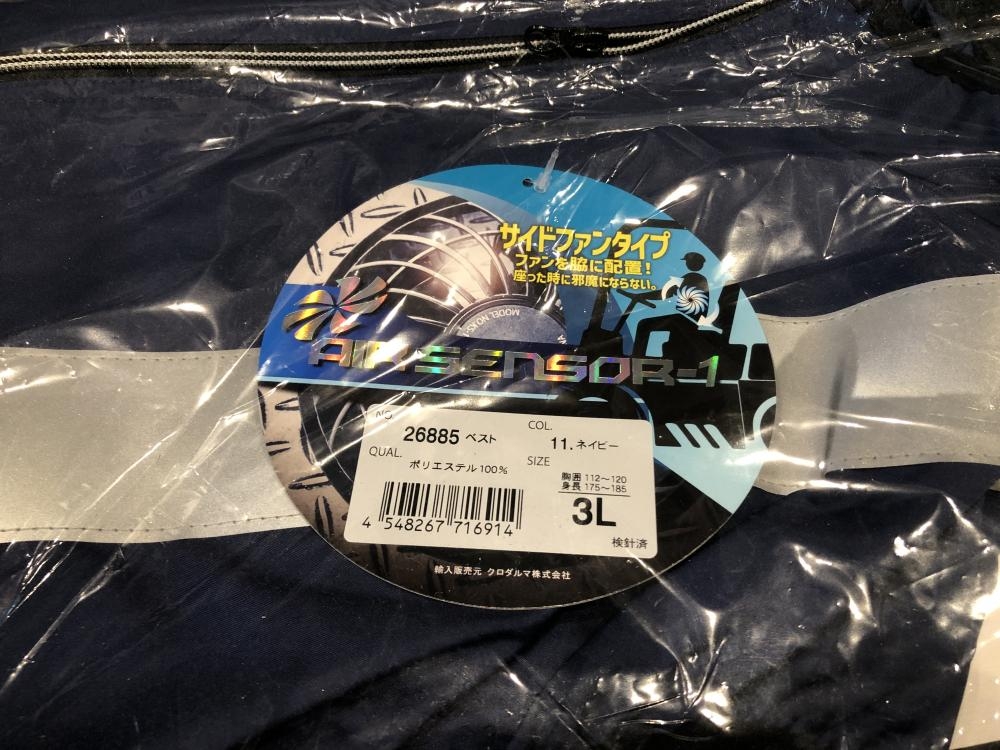 サイドファンタイプ
ファンを脇に配置！
座った時に邪魔にならない。
MODEL NO.KS-1
AIR SENSOR-1
NO.
26885 ベスト
COL.
11.ネイビー
QUAL.
ポリエステル100%
SIZE
胸囲 112～120
身長 175～185
3L
4 548267 716914
検針済
輸入販売元 クロダルマ株式会社